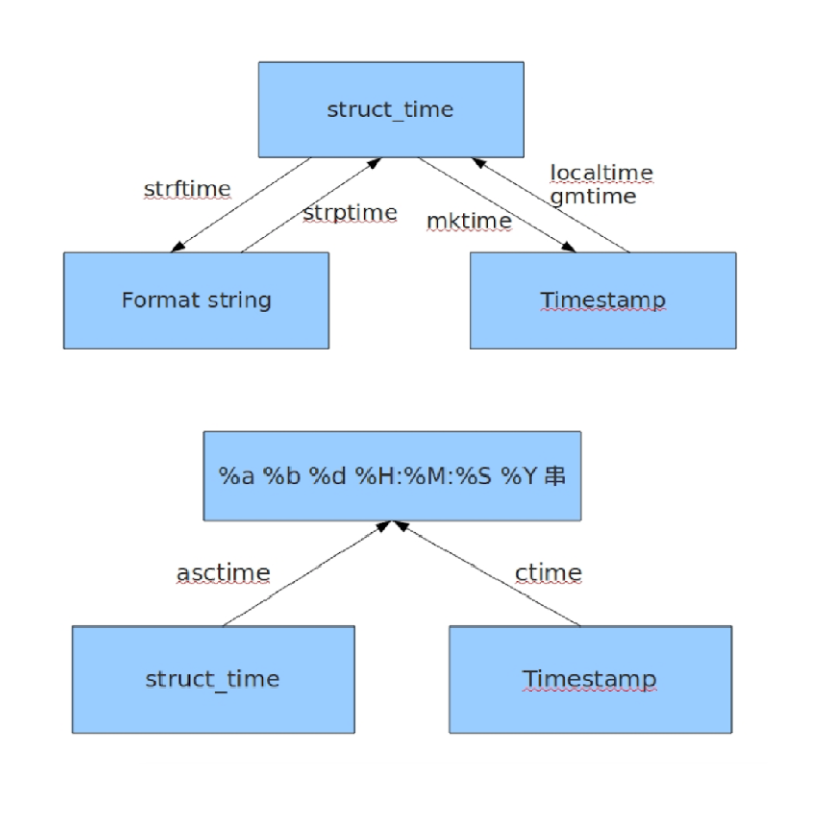 struct_time
strftime
strptime
mktime
localtime
gmtime
Format string
Timestamp
%a %b %d %H:%M:%S %Y 串
asctime
ctime
struct_time
Timestamp